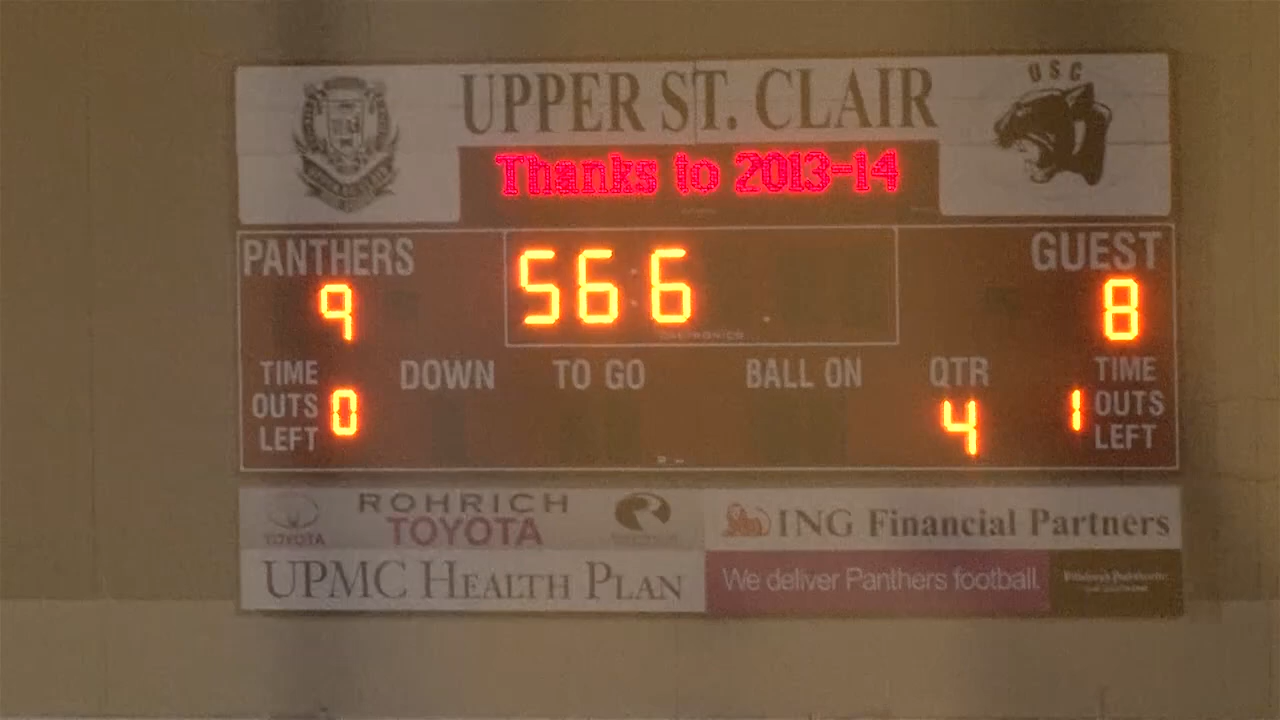 UPPER ST. CLAIR
USC
Thanks to 2013-14
PANTHERS
566
GUEST
9
8
TIME OUTS LEFT
0
DOWN
TO GO
BALL ON
QTR
4
1
TIME OUTS LEFT
ROHRICH
TOYOTA
TOYOTA
ING Financial Partners
UPMC HEALTH PLAN
We deliver Panthers football.